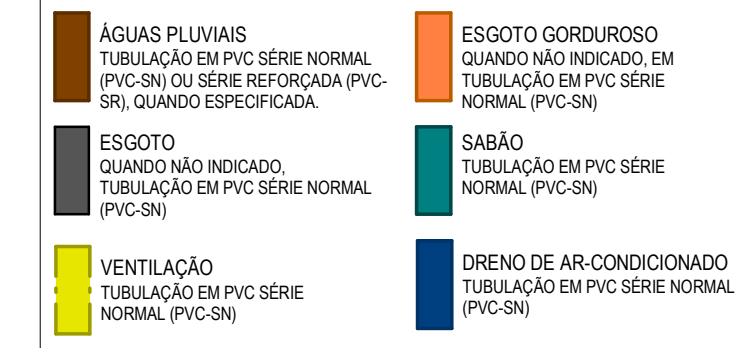 ÁGUAS PLUVIAIS
TUBULAÇÃO EM PVC SÉRIE NORMAL
(PVC-SN) OU SÉRIE REFORÇADA (PVC-
SR), QUANDO ESPECIFICADA.
ESGOTO
QUANDO NÃO INDICADO,
TUBULAÇÃO EM PVC SÉRIE NORMAL
(PVC-SN)
VENTILAÇÃO
TUBULAÇÃO EM PVC SÉRIE
NORMAL (PVC-SN)
ESGOTO GORDUROSO
QUANDO NÃO INDICADO, EM
TUBULAÇÃO EM PVC SÉRIE
NORMAL (PVC-SN)
SABÃO
TUBULAÇÃO EM PVC SÉRIE
NORMAL (PVC-SN)
DRENO DE AR-CONDICIONADO
TUBULAÇÃO EM PVC SÉRIE NORMAL
(PVC-SN)